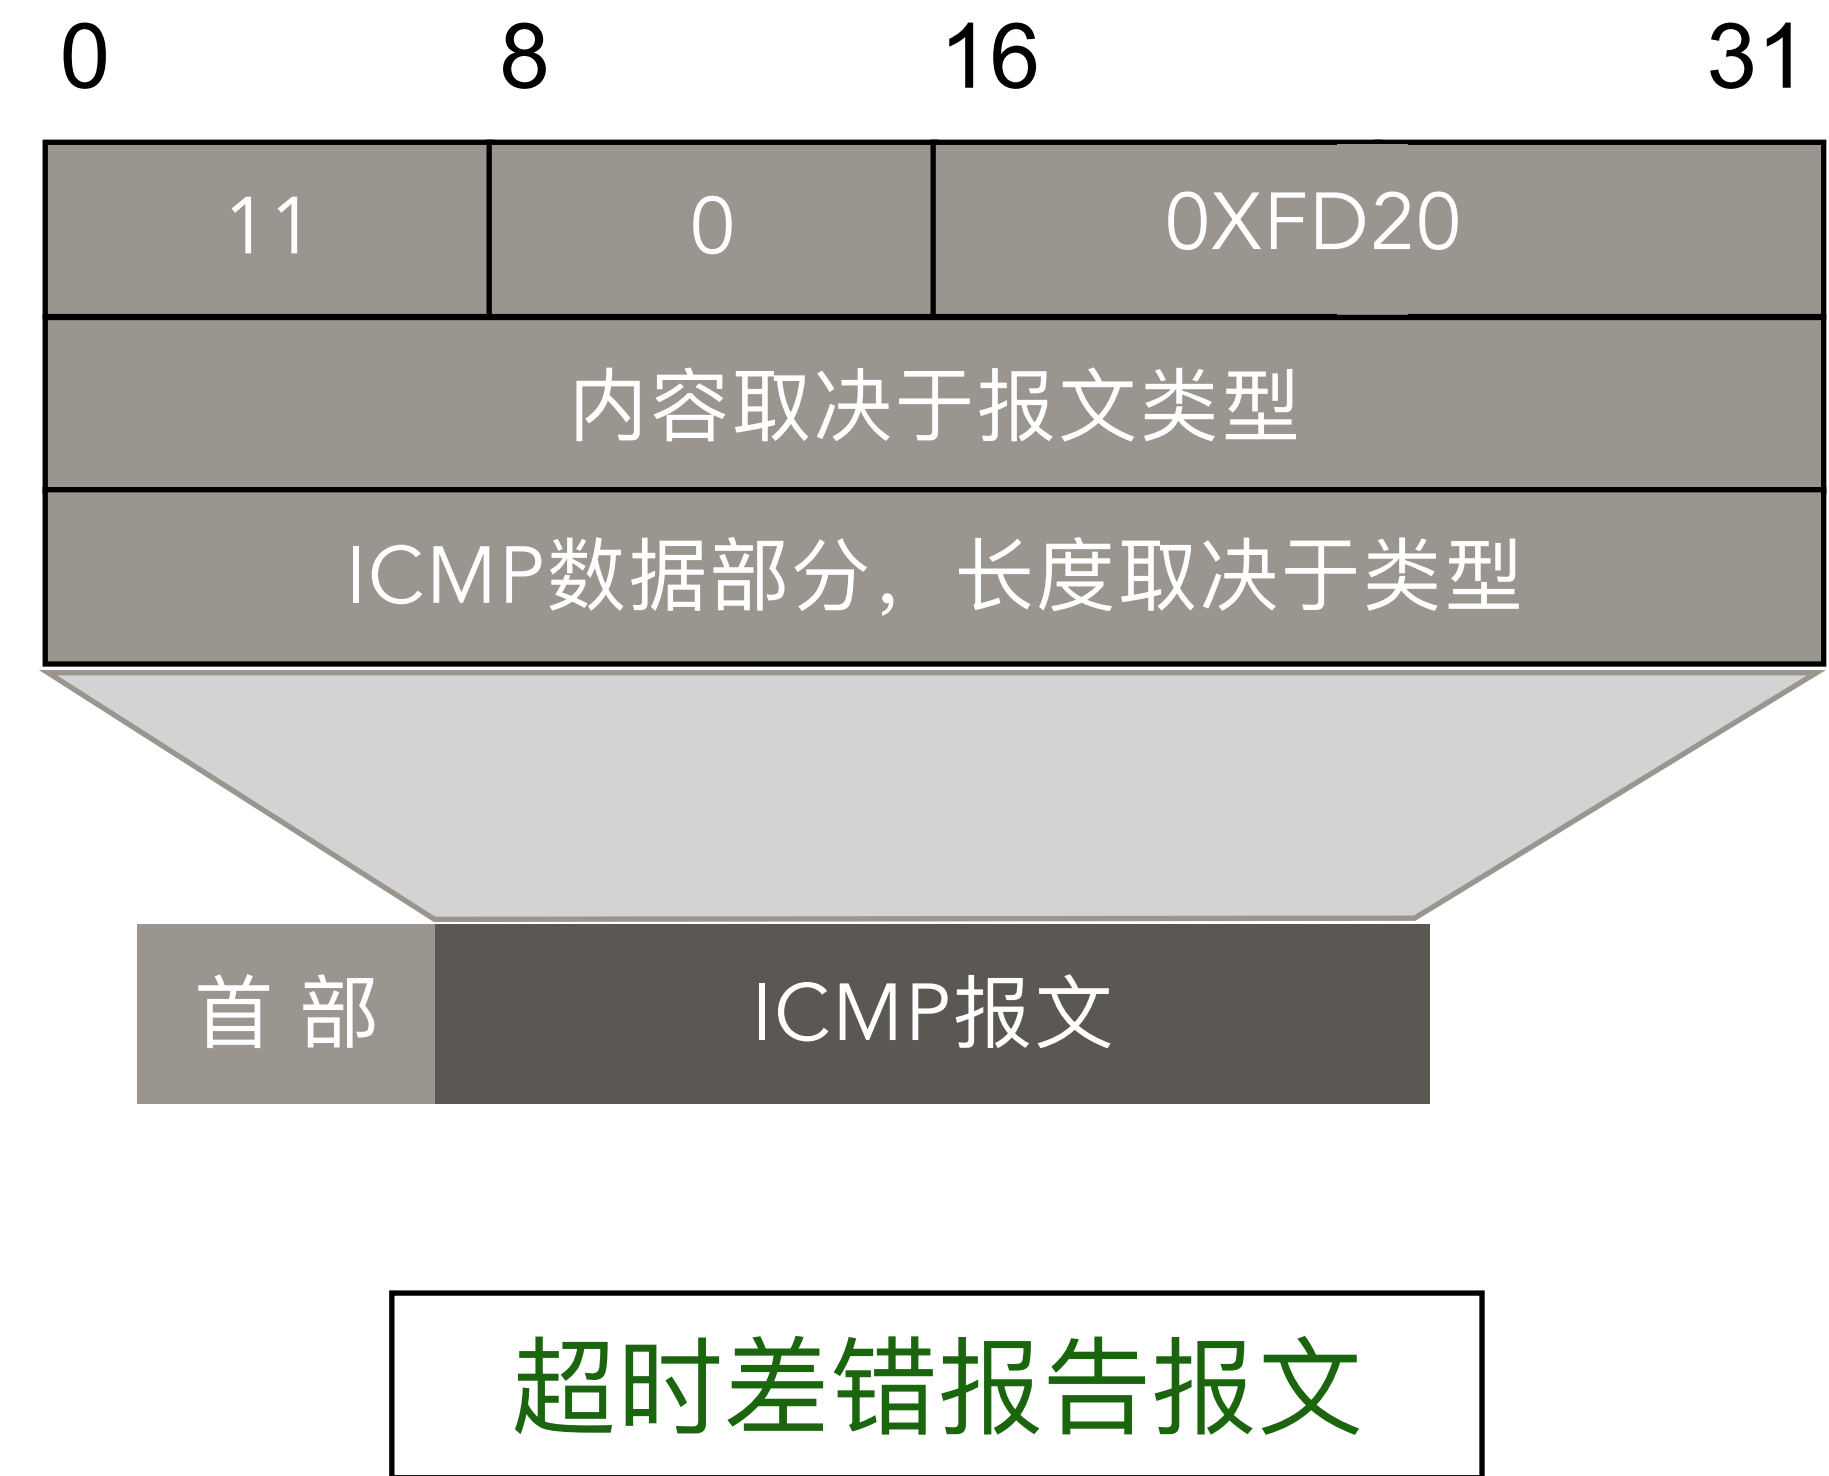 0 8 16 31
11 0 0XFD20
内容取决于报文类型
ICMP数据部分，长度取决于类型
首 部 ICMP报文
超时差错报告报文